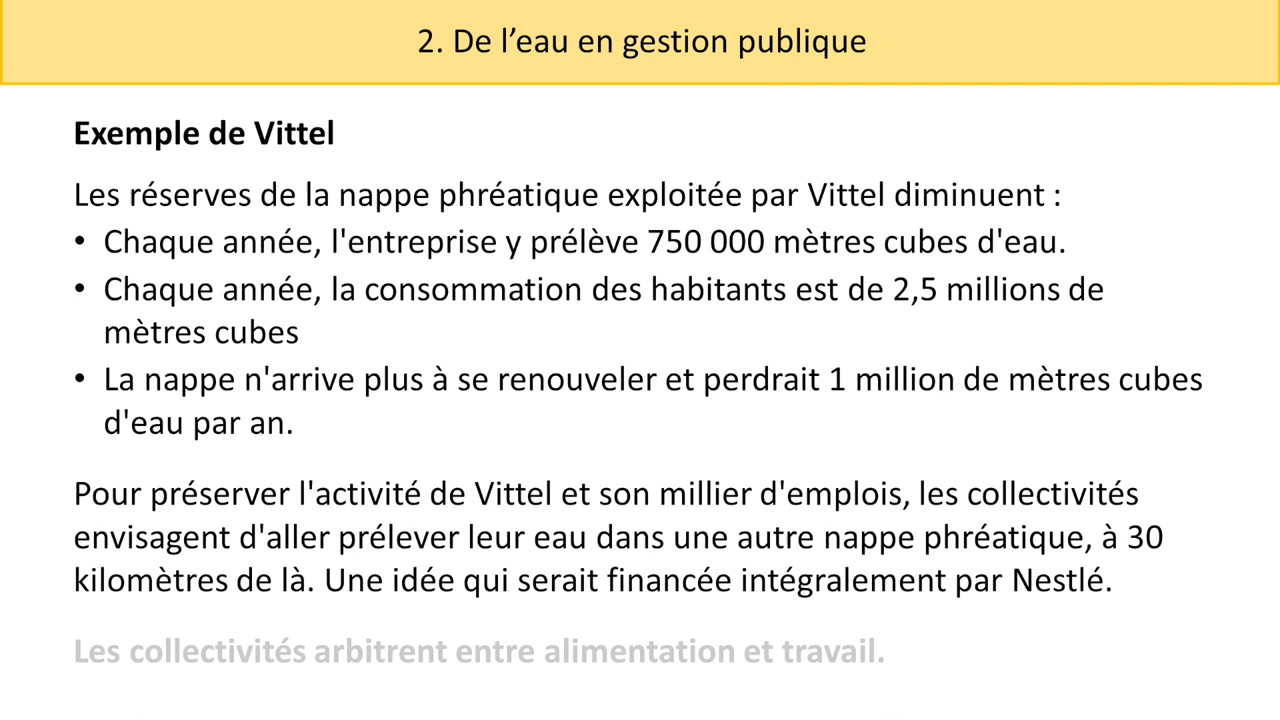 2. De l’eau en gestion publique
Exemple de Vittel
Les réserves de la nappe phréatique exploitée par Vittel diminuent :
• Chaque année, l'entreprise y prélève 750 000 mètres cubes d'eau.
• Chaque année, la consommation des habitants est de 2,5 millions de
mètres cubes
• La nappe n'arrive plus à se renouveler et perdrait 1 million de mètres cubes
d'eau par an.
Pour préserver l'activité de Vittel et son millier d'emplois, les collectivités
envisagent d'aller prélever leur eau dans une autre nappe phréatique, à 30
kilomètres de là. Une idée qui serait financée intégralement par Nestlé.
Les collectivités arbitrent entre alimentation et travail.